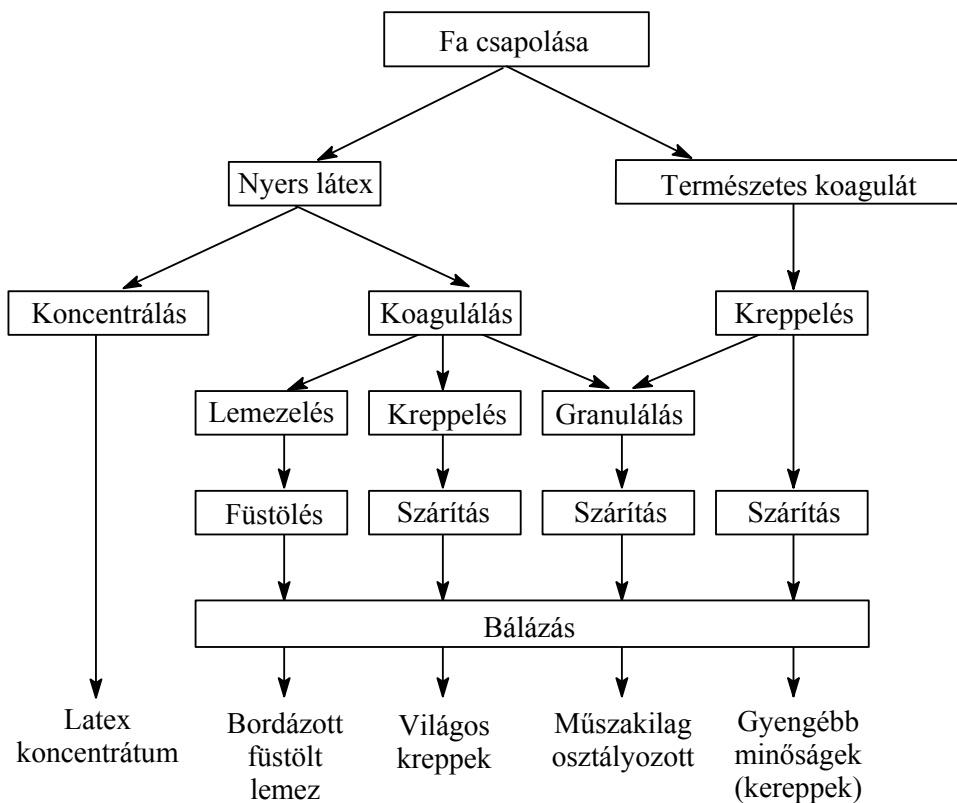 Fa csapolása
Nyers látex
Természetes koagulát
Koncentrálás
Koagulálás
Kreppelés
Lemezelés
Kreppelés
Granulálás
Füstölés
Szárítás
Szárítás
Szárítás
Bálázás
Latex
koncentrátum
Bordázott
füstölt
lemez
Világos
kreppek
Műszakilag
osztályozott
Gyengébb
minőságek
(kereppek)